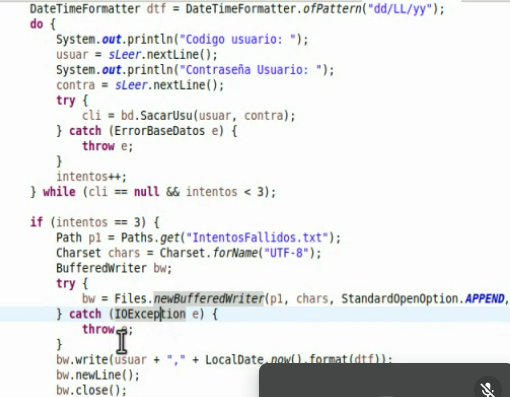 DateTimeFormatter dtf = DateTimeFormatter.ofPattern("dd/LL/yy");
do {
System.out.println("Codigo usuario: ");
usuar = sLeer.nextLine();
System.out.println("Contraseña Usuario: ");
contra = sLeer.nextLine();
try {
cli = bd.SacarUsu(usuar, contra);
} catch (ErrorBaseDatos e) {
throw e;
}
intentos++;
} while (cli == null && intentos < 3);
if (intentos == 3) {
Path p1 = Paths.get("IntentosFallidos.txt");
Charset chars = Charset.forName("UTF-8");
BufferedWriter bw;
try {
bw = Files.newBufferedWriter(p1, chars, StandardOpenOption.APPEND,
} catch (IOException e) {
throw e;
}
bw.write(usuar + "," + LocalDate.now().format(dtf));
bw.newLine();
bw.close();